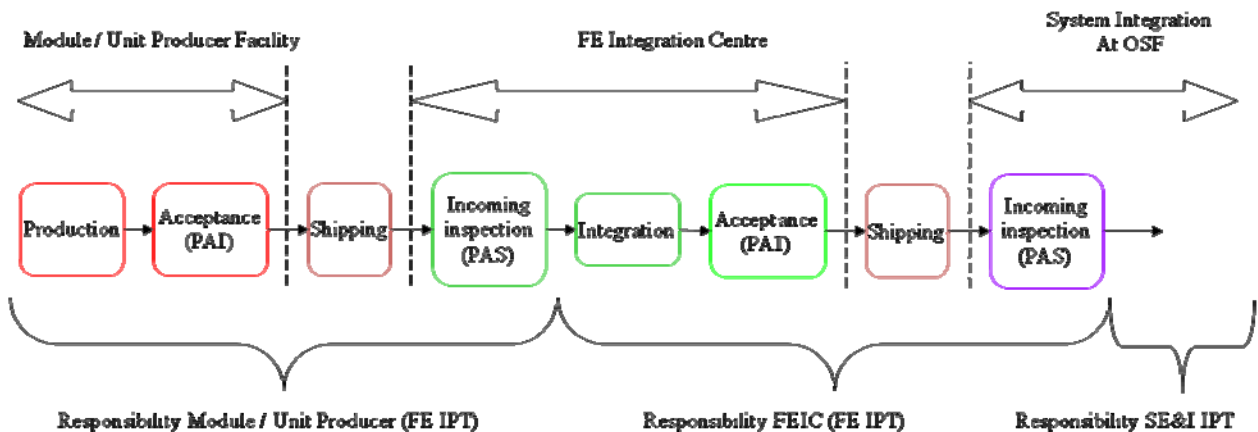 Module / Unit Producer Facility
FE Integration Centre
System Integration
At OSF
Production
Acceptance
(PAI)
Shipping
Incoming
inspection
(PAS)
Integration
Acceptance
(PAI)
Shipping
Incoming
inspection
(PAS)
Responsibility Module / Unit Producer (FE IPT)
Responsibility FEIC (FE IPT)
Responsibility SE&I IPT